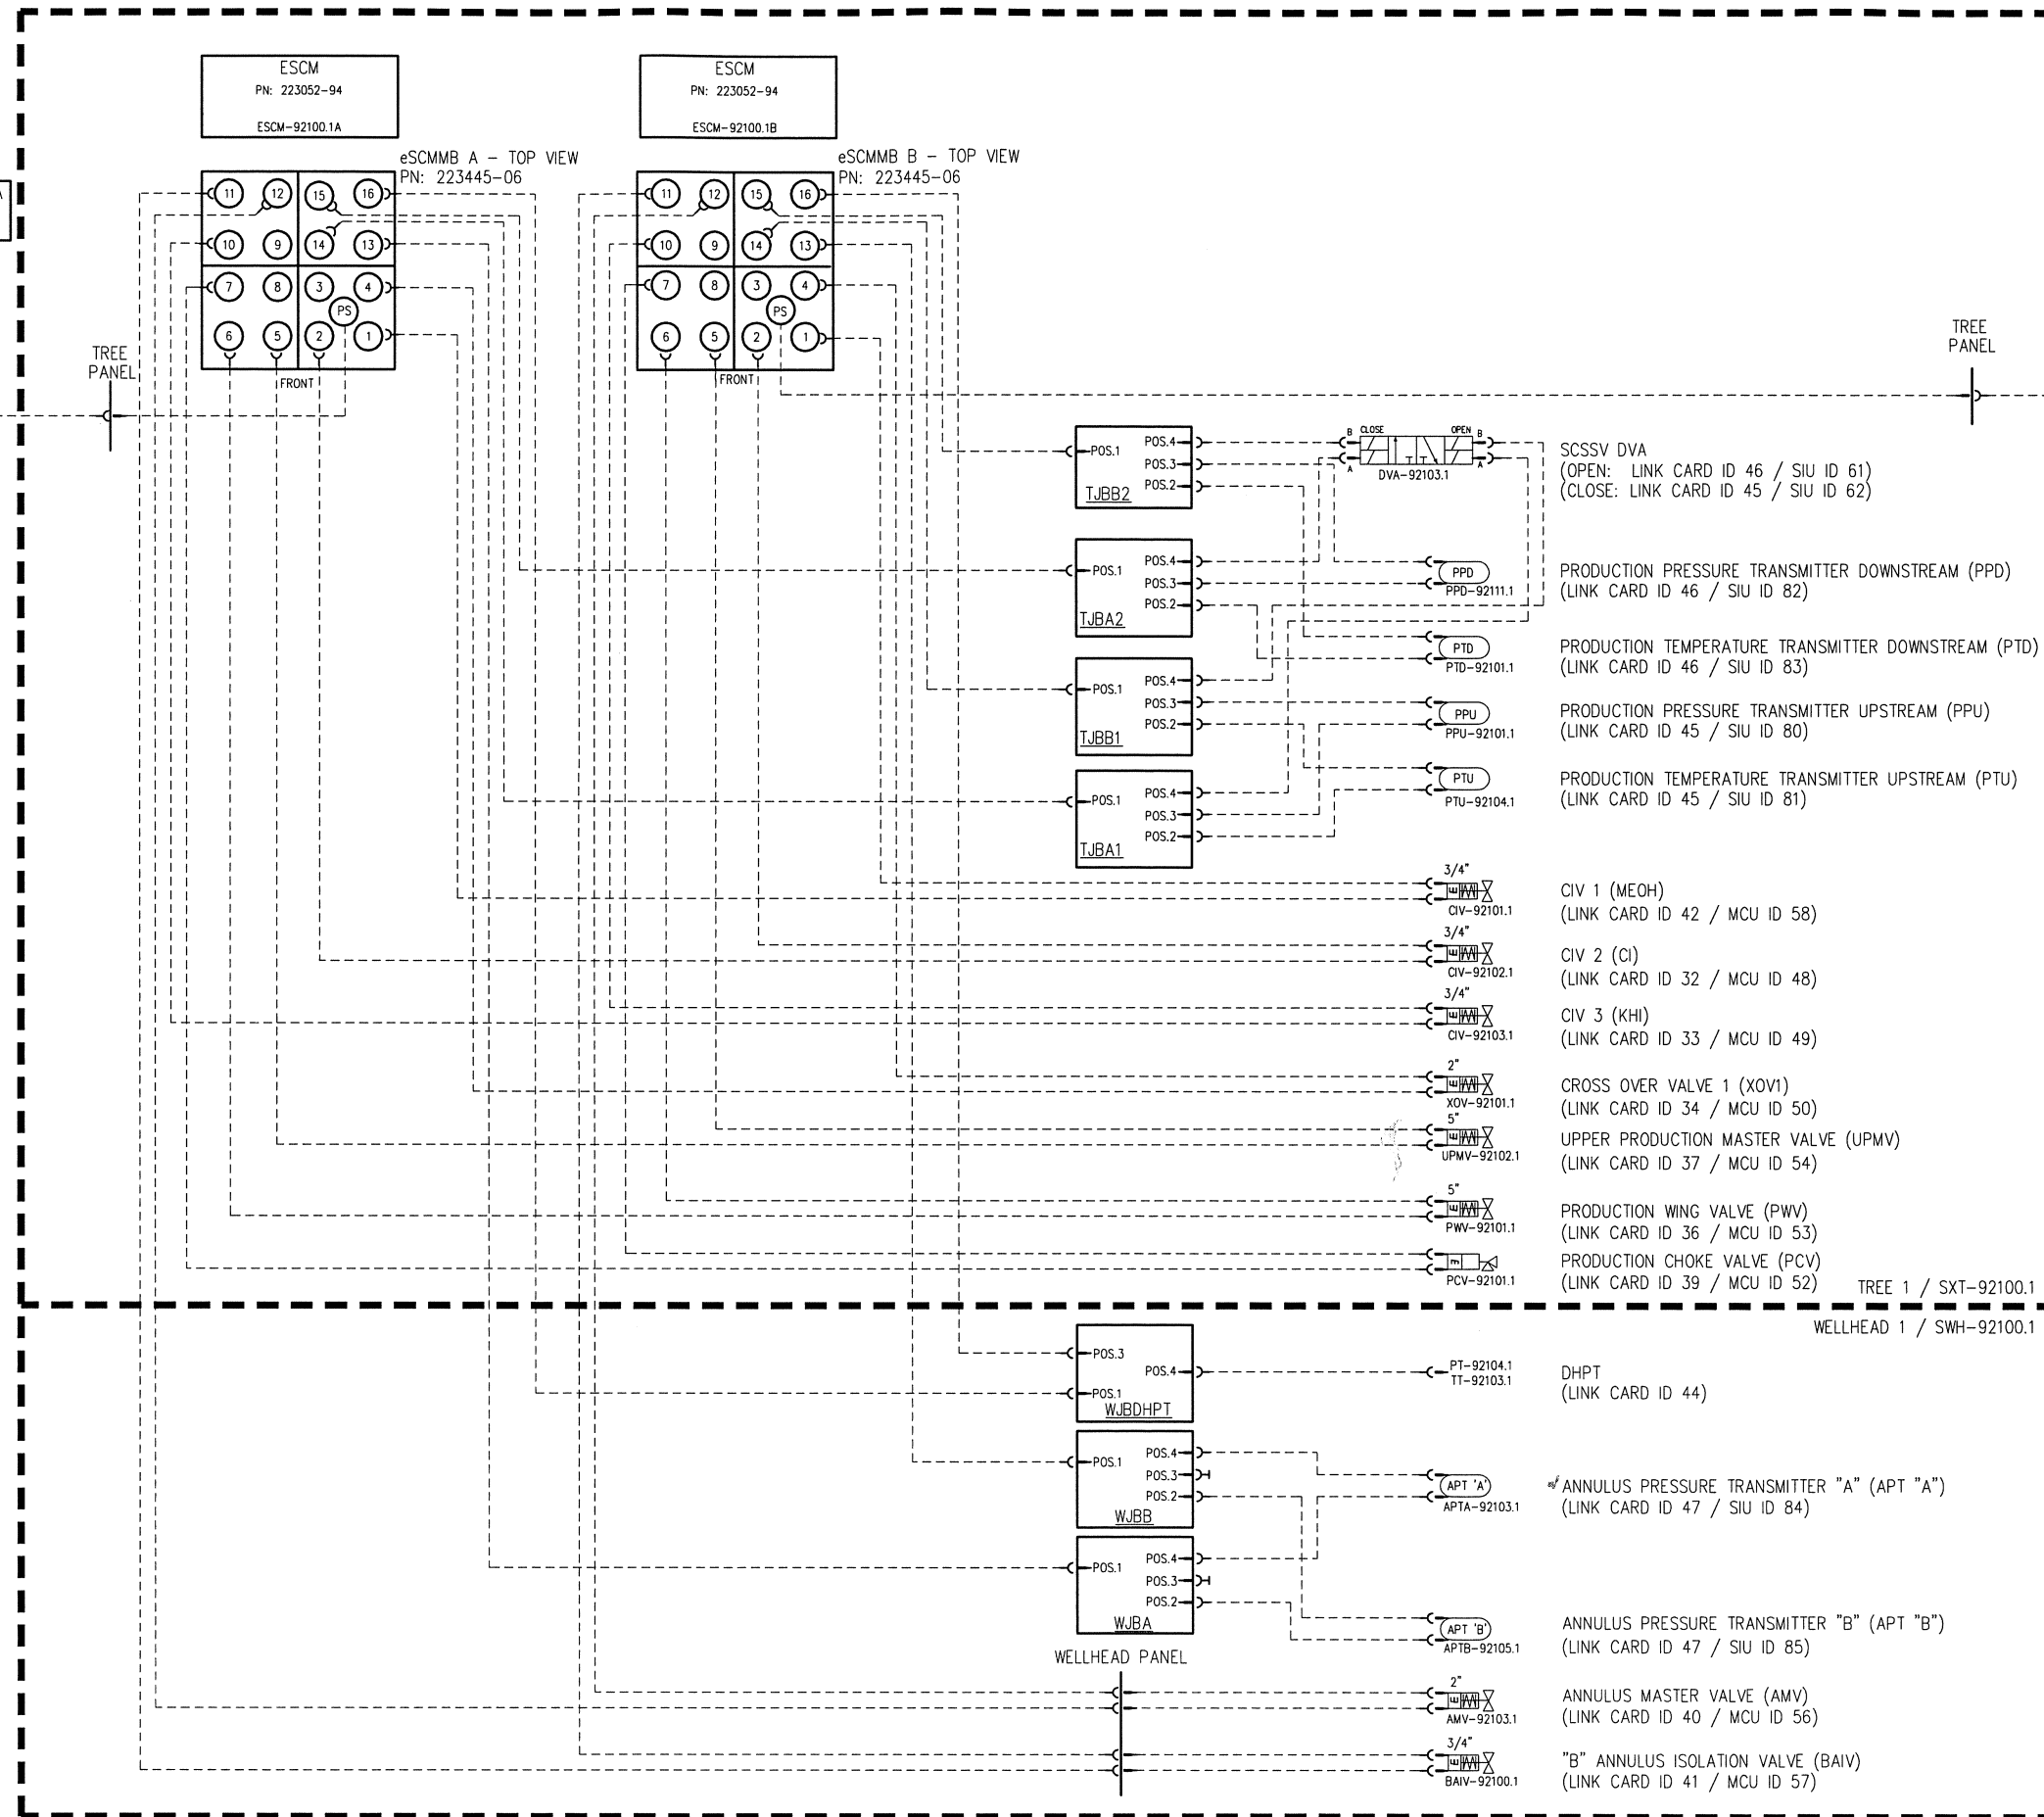 ESCM
PN: 223052-94
ESCM-92100.1A
ESCM
PN: 223052-94
ESCM-92100.1B
eSCMMB A - TOP VIEW
PN: 223445-06
eSCMMB B - TOP VIEW
PN: 223445-06
A
11 12 15 16
10 9 14 13
7 8 3 4
PS
6 5 2 1
FRONT
11 12 15 16
10 9 14 13
7 8 3 4
PS
6 5 2 1
FRONT
TREE
PANEL
TREE
PANEL
POS.1
POS.4
POS.3
POS.2
TJBB2
B CLOSE OPEN B
A A
DVA-92103.1
SCSSV DVA
(OPEN: LINK CARD ID 46 / SIU ID 61)
(CLOSE: LINK CARD ID 45 / SIU ID 62)
POS.1
POS.4
POS.3
POS.2
TJBA2
PPD
PPD-92111.1
PRODUCTION PRESSURE TRANSMITTER DOWNSTREAM (PPD)
(LINK CARD ID 46 / SIU ID 82)
PTD
PTD-92101.1
PRODUCTION TEMPERATURE TRANSMITTER DOWNSTREAM (PTD)
(LINK CARD ID 46 / SIU ID 83)
POS.1
POS.4
POS.3
POS.2
TJBB1
PPU
PPU-92101.1
PRODUCTION PRESSURE TRANSMITTER UPSTREAM (PPU)
(LINK CARD ID 45 / SIU ID 80)
PTU
PTU-92104.1
PRODUCTION TEMPERATURE TRANSMITTER UPSTREAM (PTU)
(LINK CARD ID 45 / SIU ID 81)
POS.1
POS.4
POS.3
POS.2
TJBA1
3/4"
E
CIV-92101.1
CIV 1 (MEOH)
(LINK CARD ID 42 / MCU ID 58)
3/4"
E
CIV-92102.1
CIV 2 (CI)
(LINK CARD ID 32 / MCU ID 48)
3/4"
E
CIV-92103.1
CIV 3 (KHI)
(LINK CARD ID 33 / MCU ID 49)
2"
E
XOV-92101.1
CROSS OVER VALVE 1 (XOV1)
(LINK CARD ID 34 / MCU ID 50)
5"
E
UPMV-92102.1
UPPER PRODUCTION MASTER VALVE (UPMV)
(LINK CARD ID 37 / MCU ID 54)
5"
E
PWV-92101.1
PRODUCTION WING VALVE (PWV)
(LINK CARD ID 36 / MCU ID 53)
E
PCV-92101.1
PRODUCTION CHOKE VALVE (PCV)
(LINK CARD ID 39 / MCU ID 52)
TREE 1 / SXT-92100.1
WELLHEAD 1 / SWH-92100.1
POS.3
POS.4
POS.1
WJBDHPT
PT-92104.1
TT-92103.1
DHPT
(LINK CARD ID 44)
POS.1
POS.4
POS.3
POS.2
WJBB
APT 'A'
APTA-92103.1
ANNULUS PRESSURE TRANSMITTER "A" (APT "A")
(LINK CARD ID 47 / SIU ID 84)
POS.1
POS.4
POS.3
POS.2
WJBA
APT 'B'
APTB-92105.1
ANNULUS PRESSURE TRANSMITTER "B" (APT "B")
(LINK CARD ID 47 / SIU ID 85)
WELLHEAD PANEL
2"
E
AMV-92103.1
ANNULUS MASTER VALVE (AMV)
(LINK CARD ID 40 / MCU ID 56)
3/4"
E
BAIV-92100.1
"B" ANNULUS ISOLATION VALVE (BAIV)
(LINK CARD ID 41 / MCU ID 57)